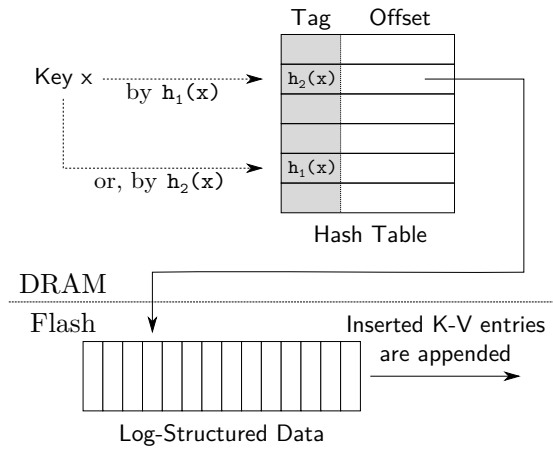 Tag Offset
Key x
h₂(x)
by h₁(x)
h₁(x)
or, by h₂(x)
Hash Table
DRAM
Flash
Inserted K-V entries
are appended
Log-Structured Data